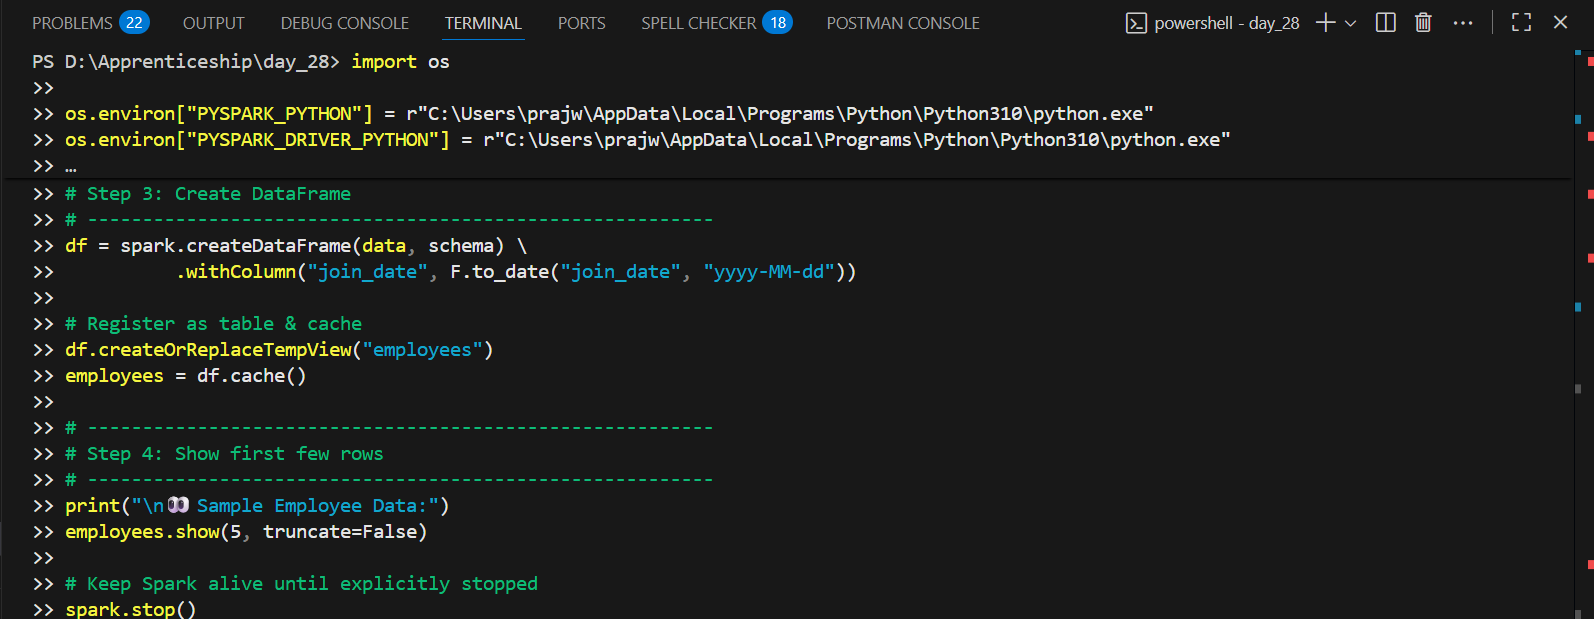 PROBLEMS 22 OUTPUT DEBUG CONSOLE TERMINAL PORTS SPELL CHECKER 18 POSTMAN CONSOLE powershell - day_28
PS D:\Apprenticeship\day_28> import os
>>
>> os.environ["PYSPARK_PYTHON"] = r"C:\Users\prajw\AppData\Local\Programs\Python\Python310\python.exe"
>> os.environ["PYSPARK_DRIVER_PYTHON"] = r"C:\Users\prajw\AppData\Local\Programs\Python\Python310\python.exe"
>> …
>> # Step 3: Create DataFrame
>> # ---------------------------------------------------------
>> df = spark.createDataFrame(data, schema) \
>>           .withColumn("join_date", F.to_date("join_date", "yyyy-MM-dd"))
>>
>> # Register as table & cache
>> df.createOrReplaceTempView("employees")
>> employees = df.cache()
>>
>> # ---------------------------------------------------------
>> # Step 4: Show first few rows
>> # ---------------------------------------------------------
>> print("\n👀 Sample Employee Data:")
>> employees.show(5, truncate=False)
>>
>> # Keep Spark alive until explicitly stopped
>> spark.stop()